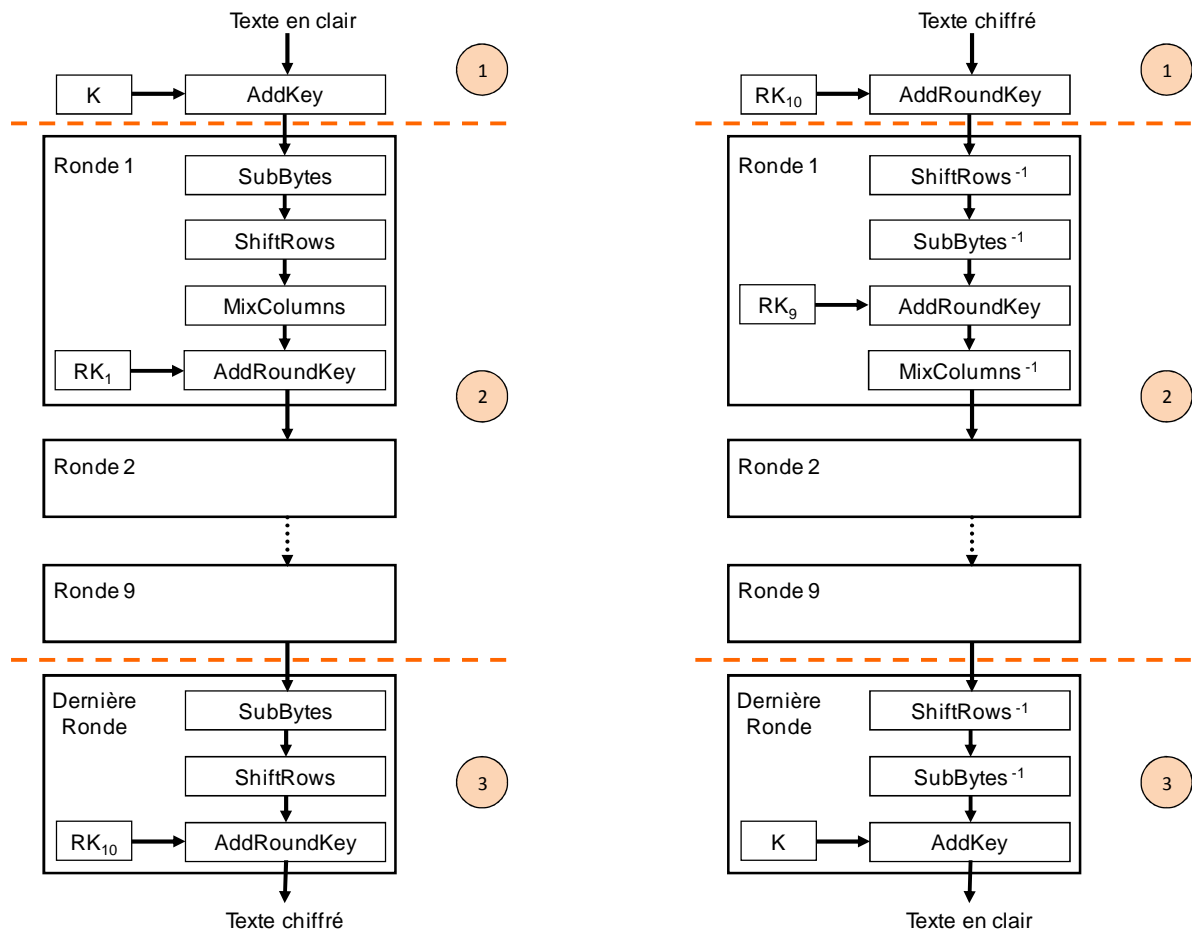 Texte en clair
1
K
AddKey
Ronde 1
SubBytes
ShiftRows
MixColumns
RK1
AddRoundKey
2
Ronde 2
Ronde 9
Dernière
Ronde
SubBytes
ShiftRows
3
RK10
AddRoundKey
Texte chiffré
Texte chiffré
1
RK10
AddRoundKey
Ronde 1
ShiftRows -1
SubBytes -1
RK9
AddRoundKey
MixColumns -1
2
Ronde 2
Ronde 9
Dernière
Ronde
ShiftRows -1
SubBytes -1
3
K
AddKey
Texte en clair